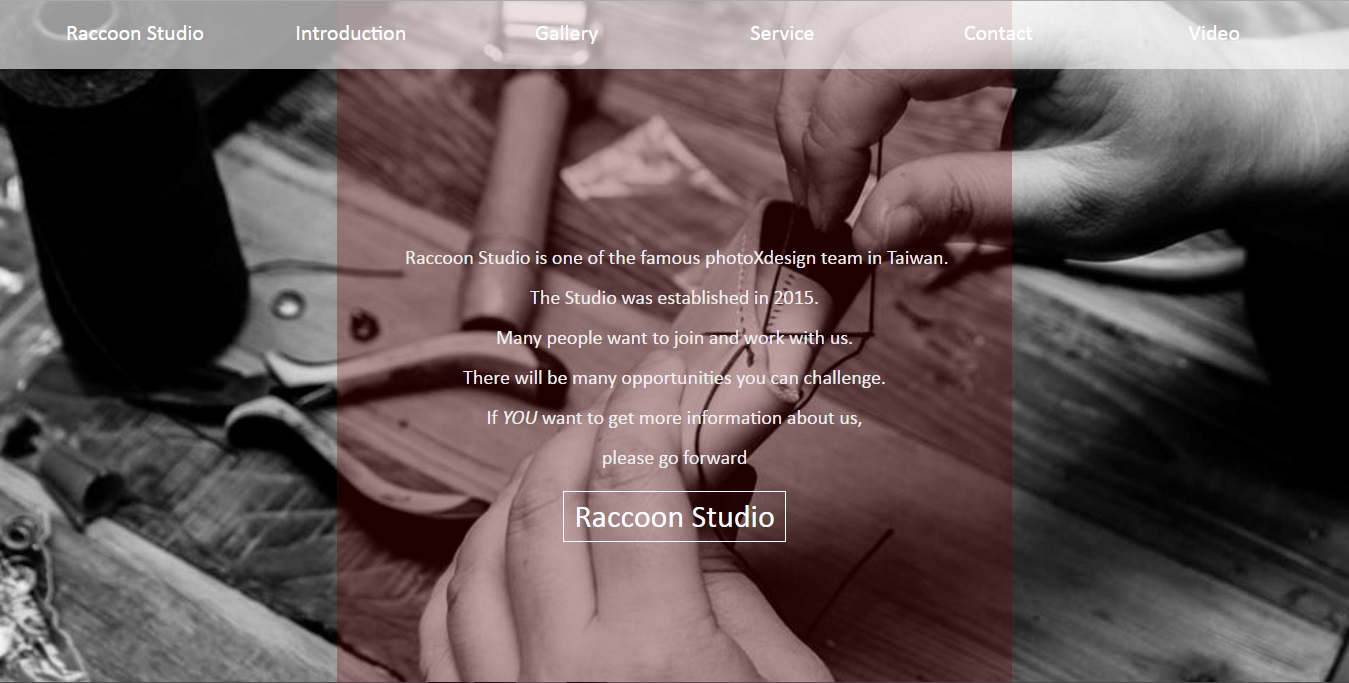 Raccoon Studio Introduction Gallery Service Contact Video
Raccoon Studio is one of the famous photoXdesign team in Taiwan.
The Studio was established in 2015.
Many people want to join and work with us.
There will be many opportunities you can challenge.
If YOU want to get more information about us,
please go forward
Raccoon Studio